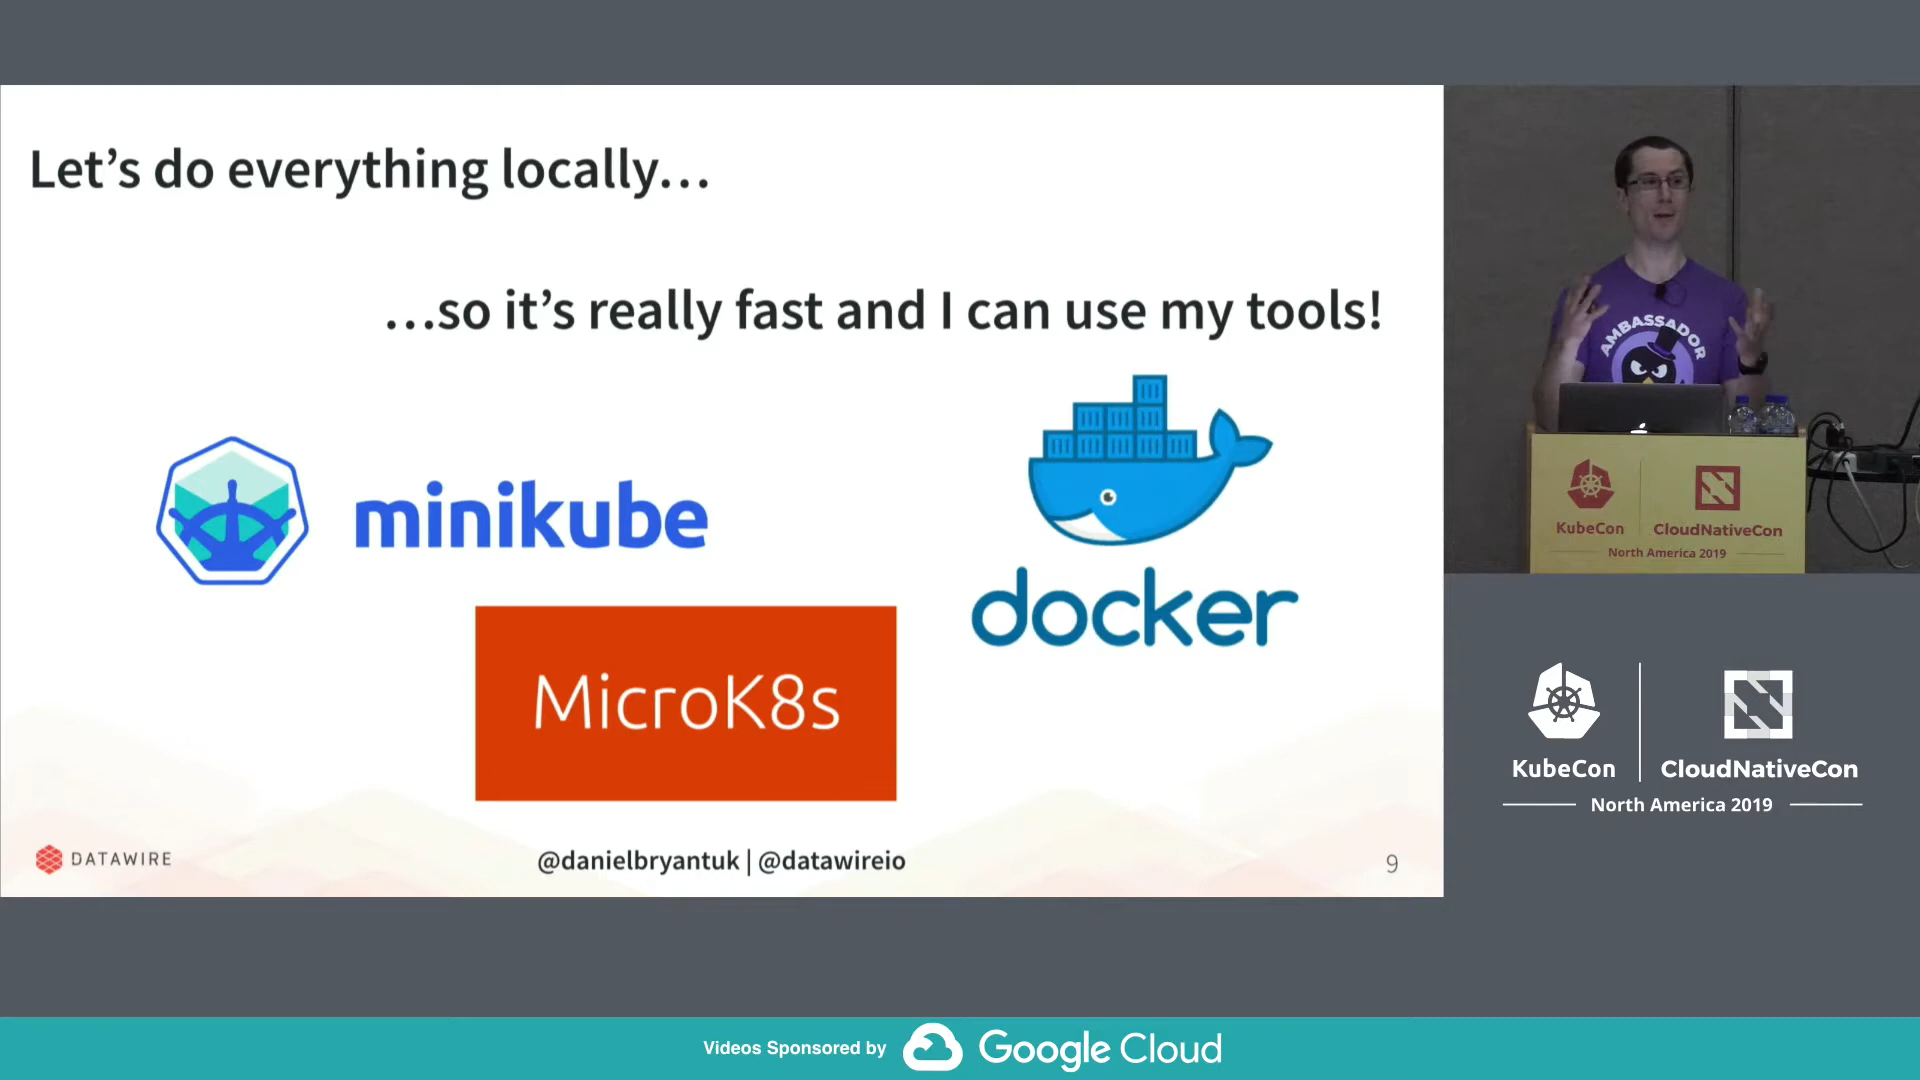 Let's do everything locally...
...so it's really fast and I can use my tools!
minikube
docker
MicroK8s
DATAWIRE
@danielbryantuk | @datawireio
9
AMBASSADOR
KubeCon
CloudNativeCon
North America 2019
KubeCon
CloudNativeCon
North America 2019
Videos Sponsored by
Google Cloud